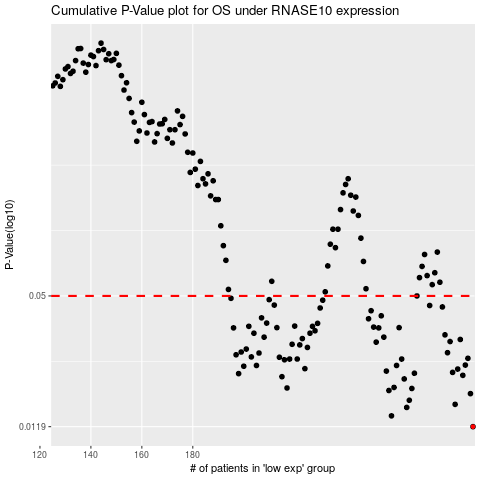 Cumulative P-Value plot for OS under RNASE10 expression
P-Value(log10)
0.05
0.0119
120 140 160 180
# of patients in 'low exp' group